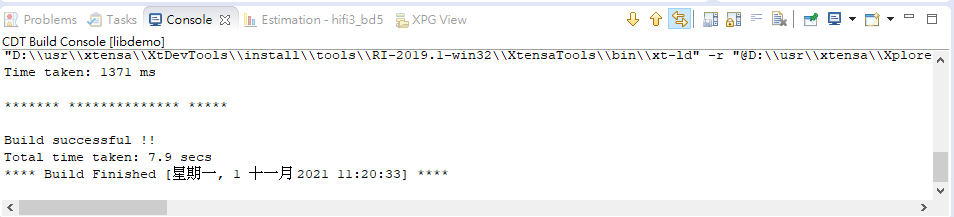 Problems Tasks Console Estimation - hifi3_bd5 XPG View
CDT Build Console [libdemo]
"D:\\usr\\xtensa\\XtDevTools\\install\\tools\\RI-2019.1-win32\\XtensaTools\\bin\\xt-ld" -r "@D:\\usr\\xtensa\\Xplore
Time taken: 1371 ms
******* ************** *****
Build successful !!
Total time taken: 7.9 secs
**** Build Finished [星期一, 1 十一月 2021 11:20:33] ****